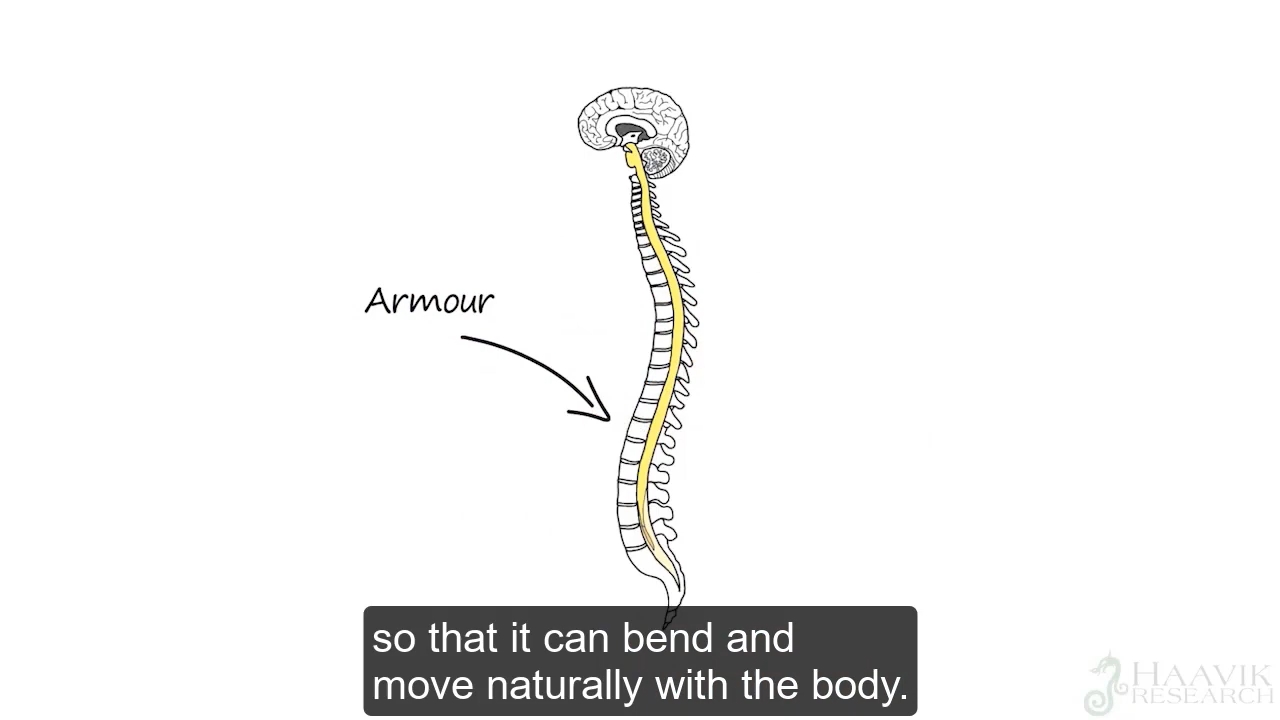 Armour
so that it can bend and
move naturally with the body.
HAAVIK
RESEARCH